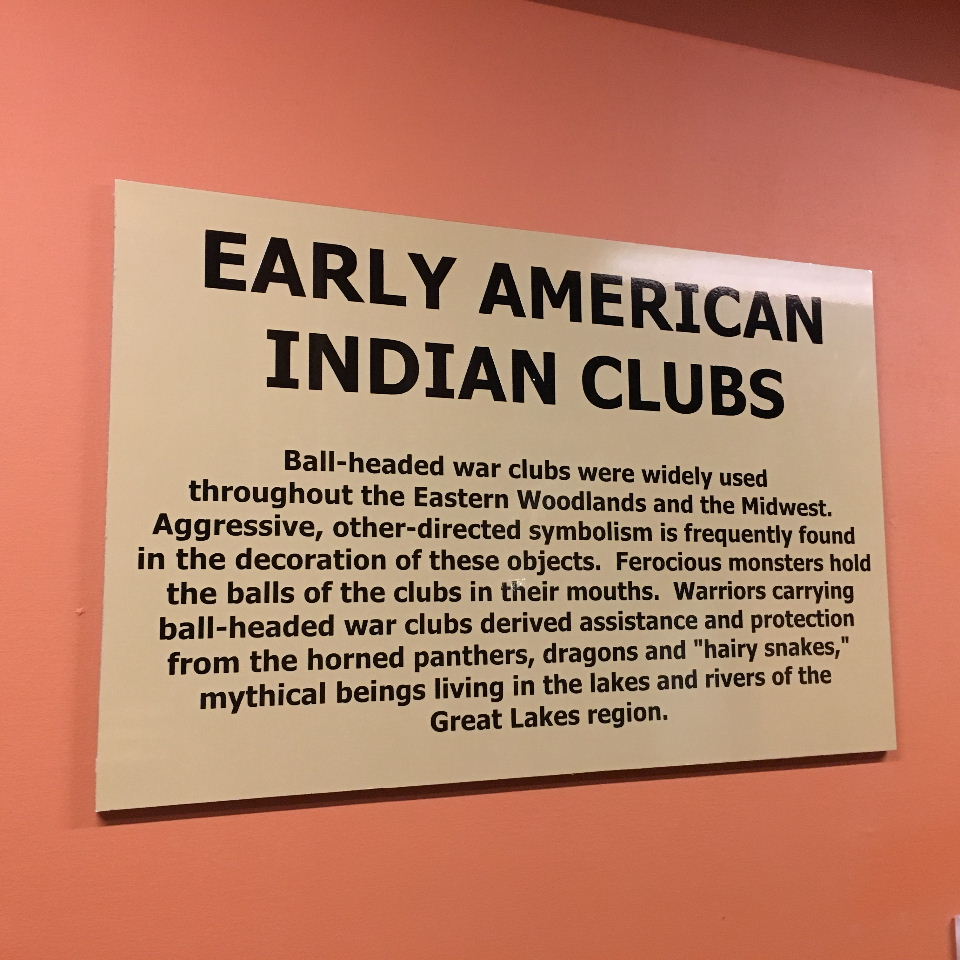 EARLY AMERICAN
INDIAN CLUBS
Ball-headed war clubs were widely used
throughout the Eastern Woodlands and the Midwest.
Aggressive, other-directed symbolism is frequently found
in the decoration of these objects.  Ferocious monsters hold
the balls of the clubs in their mouths.  Warriors carrying
ball-headed war clubs derived assistance and protection
from the horned panthers, dragons and "hairy snakes,"
mythical beings living in the lakes and rivers of the
Great Lakes region.